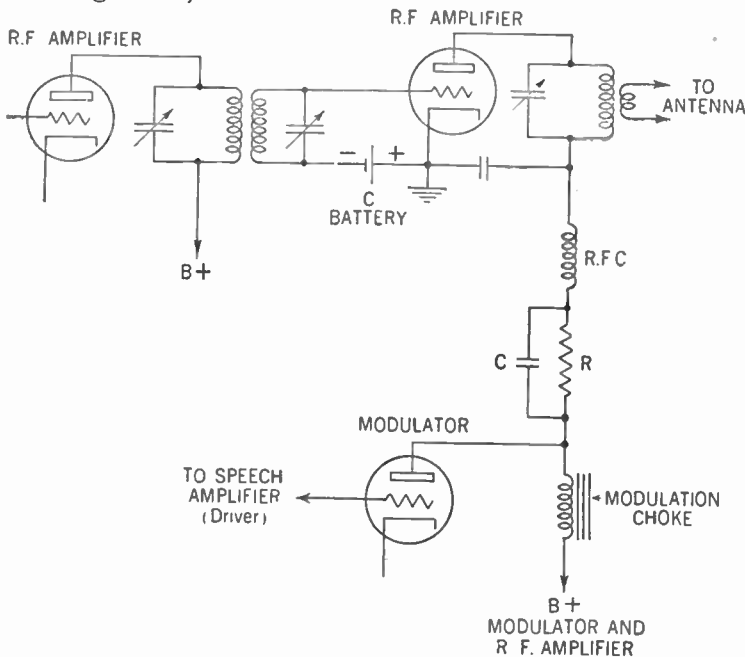 R.F AMPLIFIER
R.F AMPLIFIER
TO
ANTENNA
− +
C
BATTERY
B+
R.F C
C
R
MODULATOR
TO SPEECH
AMPLIFIER
(Driver)
MODULATION
CHOKE
B+
MODULATOR AND
R F. AMPLIFIER